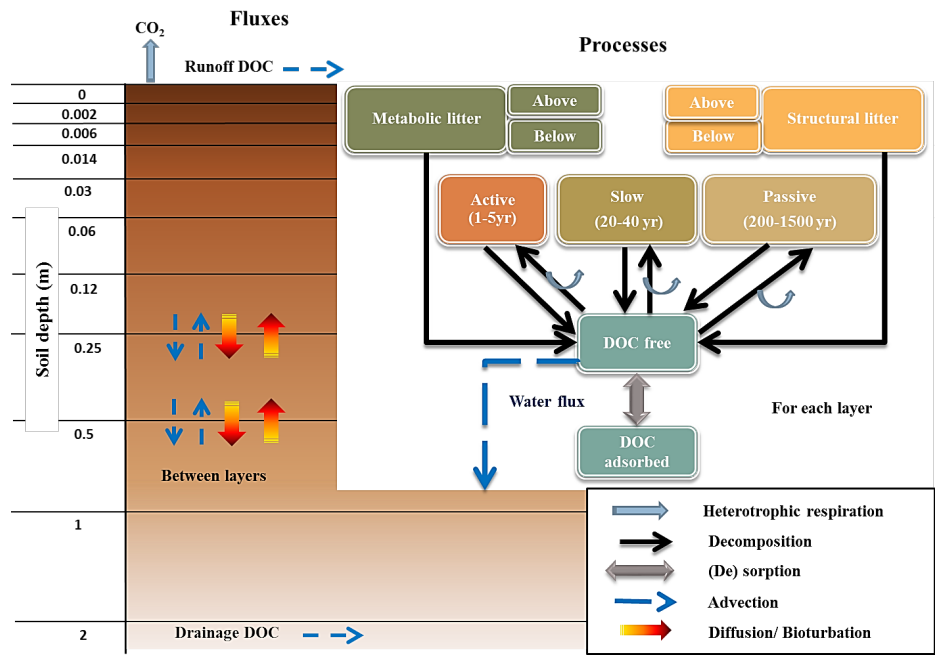 Fluxes
CO₂
Runoff DOC
Processes
0
0.002
0.006
0.014
0.03
0.06
0.12
0.25
0.5
1
2
Soil depth (m)
Between layers
Drainage DOC
Metabolic litter
Above
Below
Above
Below
Structural litter
Active
(1-5yr)
Slow
(20-40 yr)
Passive
(200-1500 yr)
DOC free
Water flux
For each layer
DOC
adsorbed
Heterotrophic respiration
Decomposition
(De) sorption
Advection
Diffusion/ Bioturbation